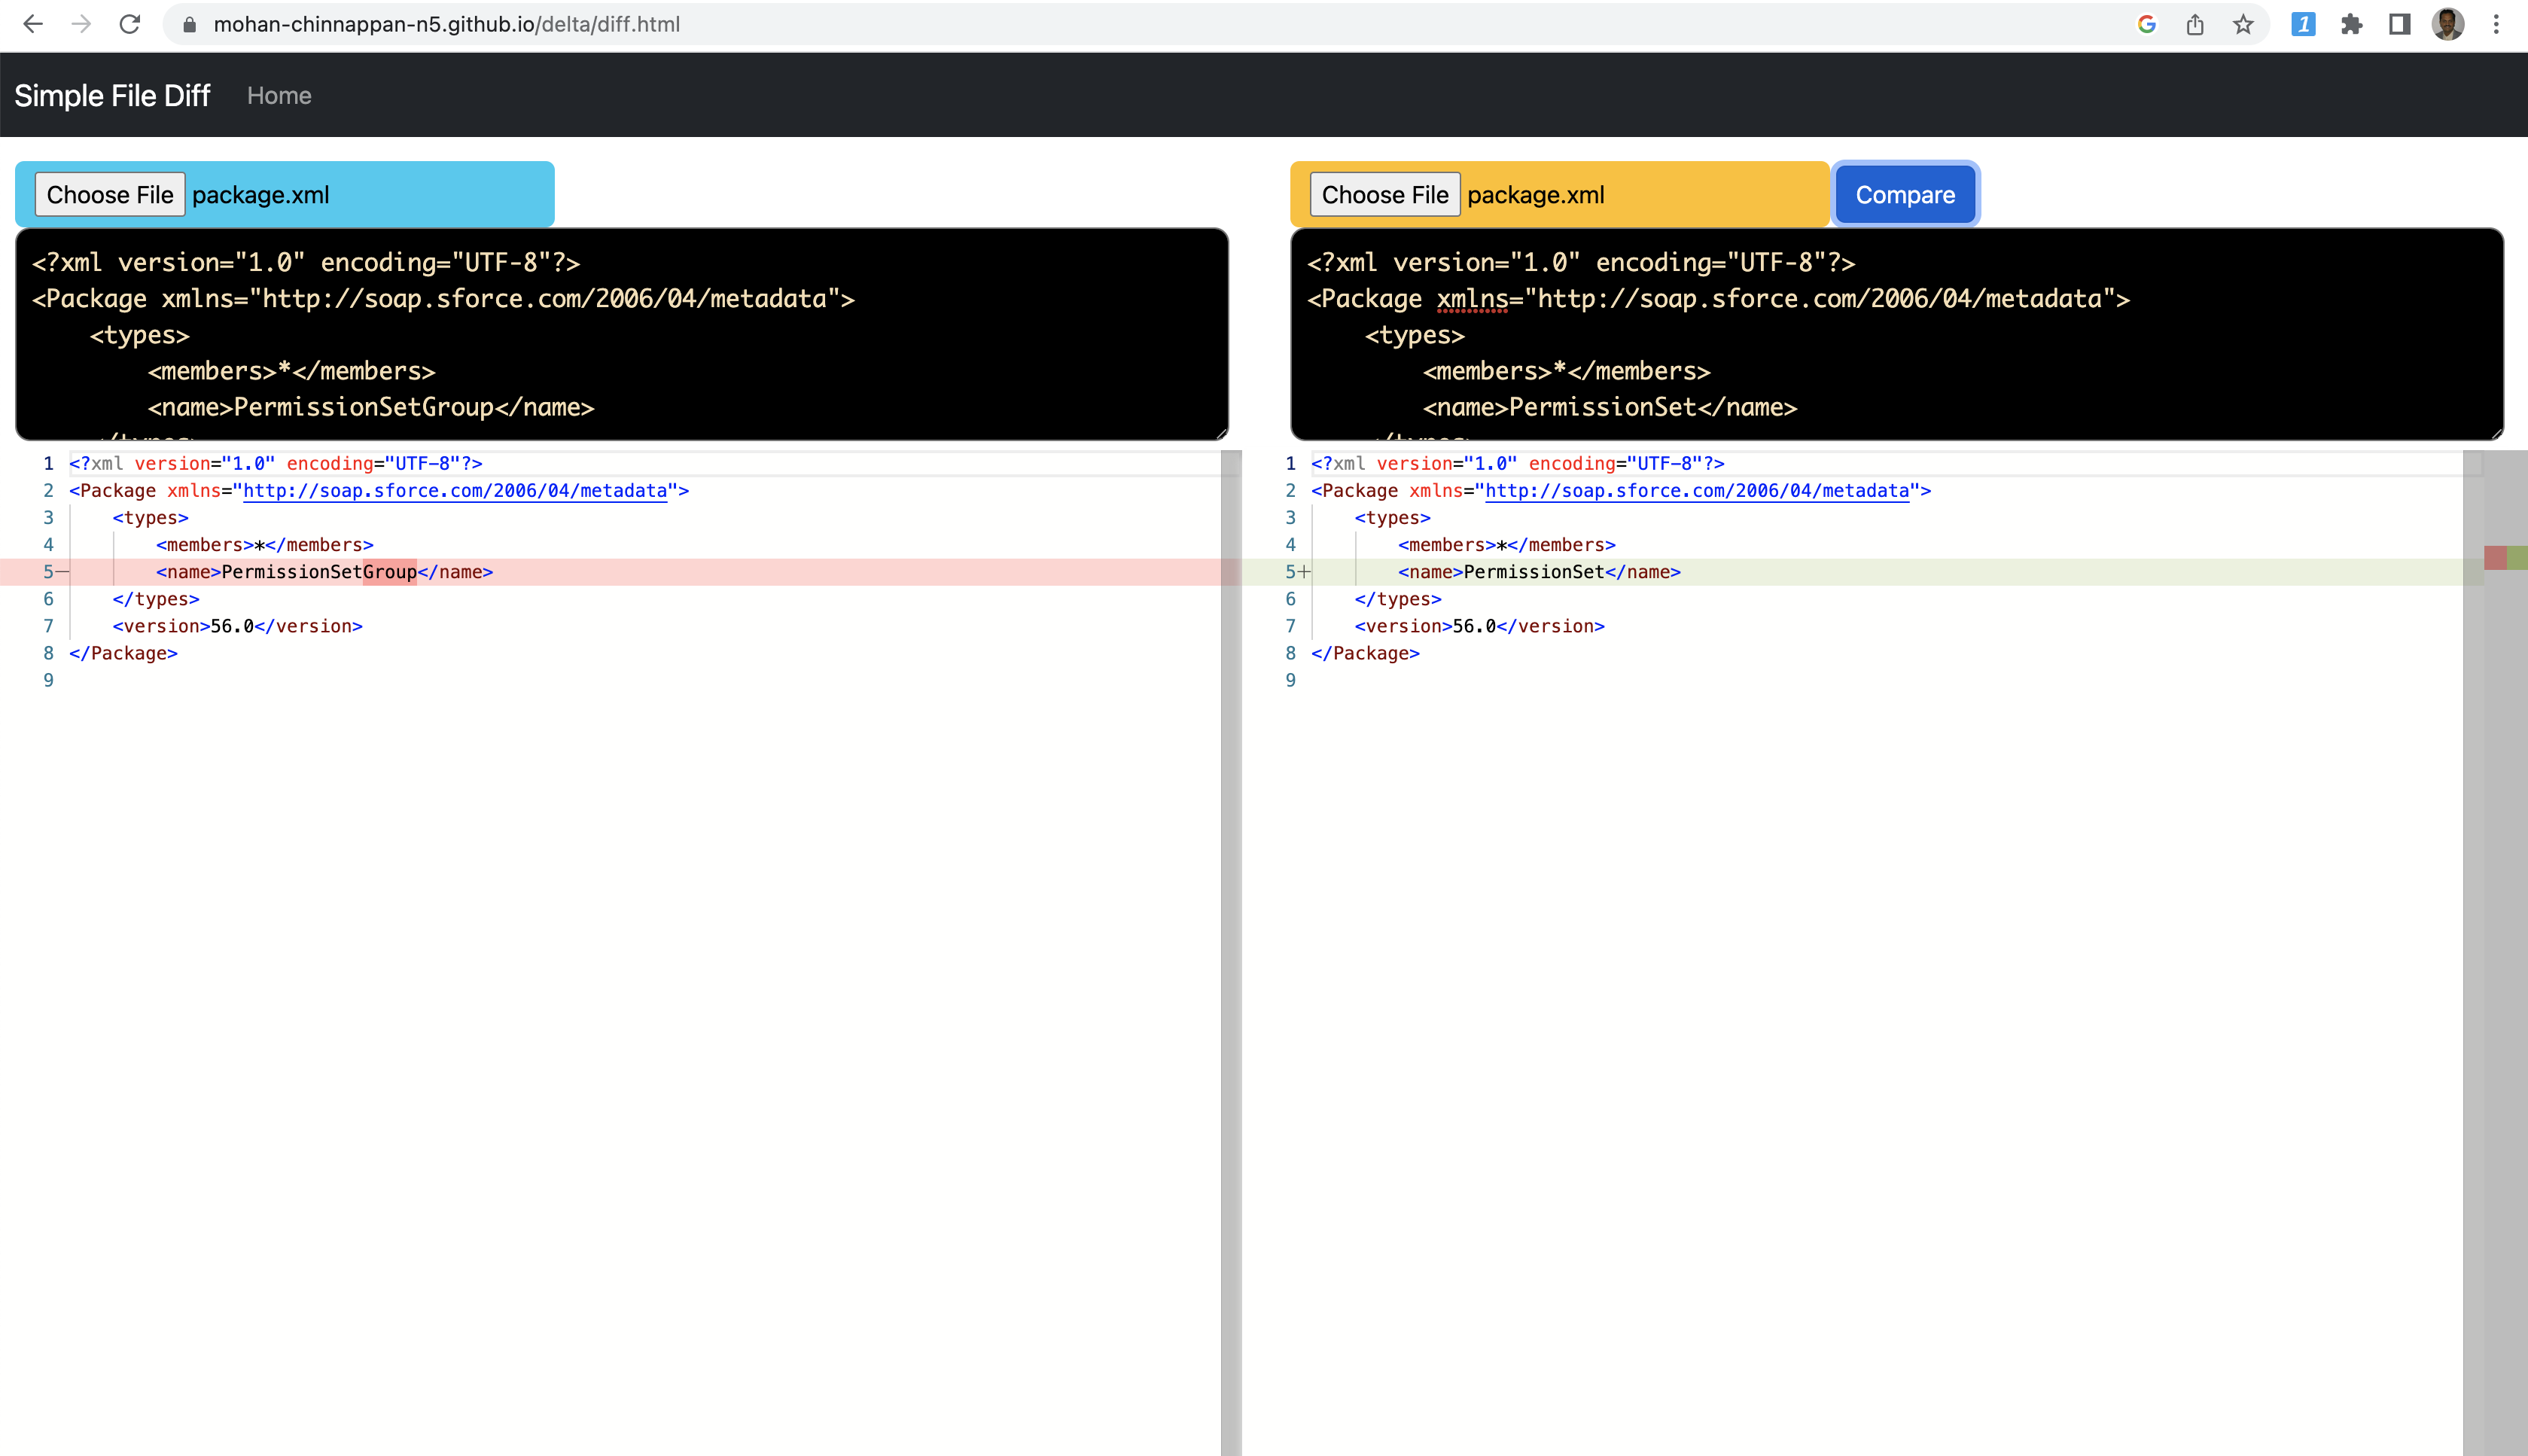 mohan-chinnappan-n5.github.io/delta/diff.html
1
Simple File Diff Home
Choose File package.xml
<?xml version="1.0" encoding="UTF-8"?>
<Package xmlns="http://soap.sforce.com/2006/04/metadata">
    <types>
        <members>*</members>
        <name>PermissionSetGroup</name>
    </types>
Choose File package.xml Compare
<?xml version="1.0" encoding="UTF-8"?>
<Package xmlns="http://soap.sforce.com/2006/04/metadata">
    <types>
        <members>*</members>
        <name>PermissionSet</name>
    </types>
1 <?xml version="1.0" encoding="UTF-8"?>
2 <Package xmlns="http://soap.sforce.com/2006/04/metadata">
3     <types>
4         <members>*</members>
5–         <name>PermissionSetGroup</name>
6     </types>
7     <version>56.0</version>
8 </Package>
9
1 <?xml version="1.0" encoding="UTF-8"?>
2 <Package xmlns="http://soap.sforce.com/2006/04/metadata">
3     <types>
4         <members>*</members>
5+         <name>PermissionSet</name>
6     </types>
7     <version>56.0</version>
8 </Package>
9